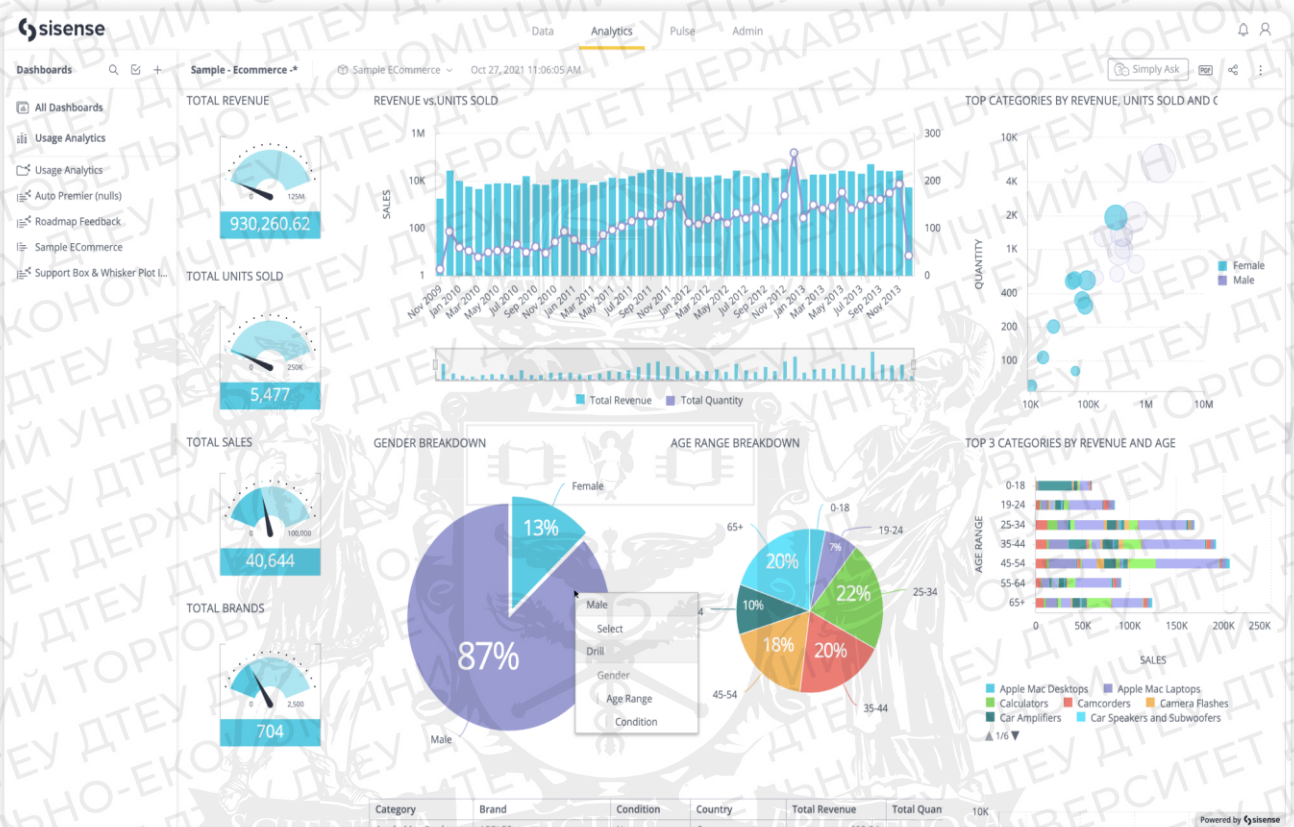 sisense
Data
Analytics
Pulse
Admin
Dashboards
Sample - Ecommerce -*
Sample ECommerce
Oct 27, 2021 11:06:05 AM
Simply Ask
PDF
All Dashboards
Usage Analytics
Usage Analytics
Auto Premier (nulls)
Roadmap Feedback
Sample ECommerce
Support Box & Whisker Plot I...
TOTAL REVENUE
0
125M
930,260.62
TOTAL UNITS SOLD
0
250K
5,477
TOTAL SALES
0
100,000
40,644
TOTAL BRANDS
0
2,500
704
REVENUE vs.UNITS SOLD
1M
10K
100
1
SALES
300
200
100
0
Nov 2009
Jan 2010
Mar 2010
May 2010
Jul 2010
Sep 2010
Nov 2010
Jan 2011
Mar 2011
May 2011
Jul 2011
Sep 2011
Nov 2011
Jan 2012
Mar 2012
May 2012
Jul 2012
Sep 2012
Nov 2012
Jan 2013
Mar 2013
May 2013
Jul 2013
Sep 2013
Nov 2013
Total Revenue
Total Quantity
TOP CATEGORIES BY REVENUE, UNITS SOLD AND C
10K
4K
2K
1K
400
200
100
QUANTITY
10K
100K
1M
10M
Female
Male
GENDER BREAKDOWN
Female
13%
87%
Male
Male
Select
Drill
Gender
Age Range
Condition
AGE RANGE BREAKDOWN
0-18
19-24
7%
25-34
22%
35-44
20%
45-54
18%
4
10%
65+
20%
TOP 3 CATEGORIES BY REVENUE AND AGE
AGE RANGE
0-18
19-24
25-34
35-44
45-54
55-64
65+
0
50K
100K
150K
200K
250K
SALES
Apple Mac Desktops
Apple Mac Laptops
Calculators
Camcorders
Camera Flashes
Car Amplifiers
Car Speakers and Subwoofers
1/6
Category
Brand
Condition
Country
Total Revenue
Total Quan
10K
Powered by sisense